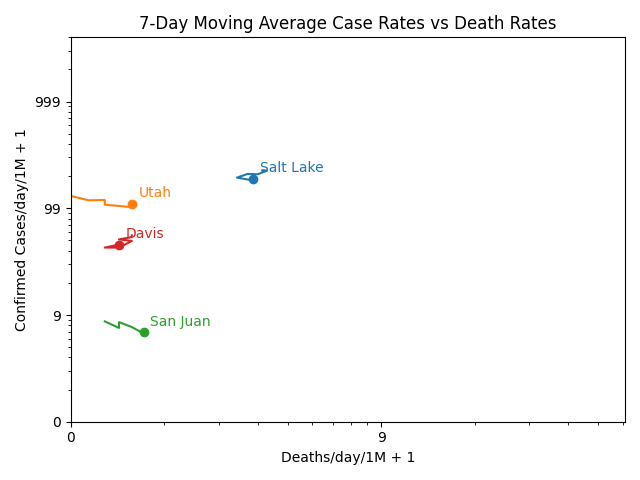 7-Day Moving Average Case Rates vs Death Rates
999
Salt Lake
Utah
99
Davis
San Juan
9
0
0
9
Confirmed Cases/day/1M + 1
Deaths/day/1M + 1